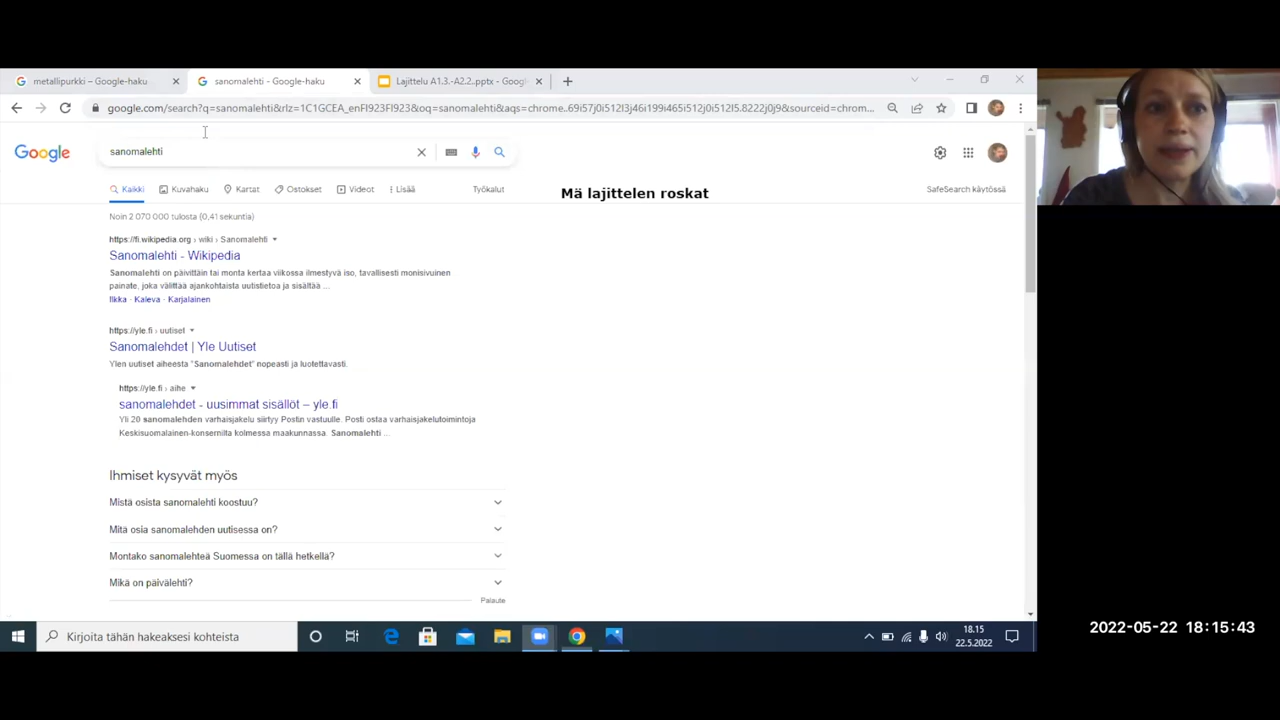 metallipurkki – Google-haku
sanomalehti - Google-haku
Lajittelu A1.3.-A2.2..pptx - Goog
google.com/search?q=sanomalehti&rlz=1C1GCEA_enFI923FI923&oq=sanomalehti&aqs=chrome..69i57j0i512l3j46i199i465i512j0i512l5.8222j0j9&sourceid=chrom...
Google
sanomalehti
Kaikki
Kuvahaku
Kartat
Ostokset
Videot
Lisää
Työkalut
SafeSearch käytössä
Mä lajittelen roskat
Noin 2 070 000 tulosta (0,41 sekuntia)
https://fi.wikipedia.org › wiki › Sanomalehti
Sanomalehti - Wikipedia
Sanomalehti on päivittäin tai monta kertaa viikossa ilmestyvä iso, tavallisesti monisivuinen
painate, joka välittää ajankohtaista uutistietoa ja sisältää ...
Ilkka · Kaleva · Karjalainen
https://yle.fi › uutiset
Sanomalehdet | Yle Uutiset
Ylen uutiset aiheesta "Sanomalehdet" nopeasti ja luotettavasti.
https://yle.fi › aihe
sanomalehdet - uusimmat sisällöt – yle.fi
Yli 20 sanomalehden varhaisjakelu siirtyy Postin vastuulle. Posti ostaa varhaisjakelutoimintoja
Keskisuomalainen-konsernilta kolmessa maakunnassa. Sanomalehti ...
Ihmiset kysyvät myös
Mistä osista sanomalehti koostuu?
Mitä osia sanomalehden uutisessa on?
Montako sanomalehteä Suomessa on tällä hetkellä?
Mikä on päivälehti?
Palaute
Kirjoita tähän hakeaksesi kohteista
18.15
22.5.2022
2022-05-22 18:15:43